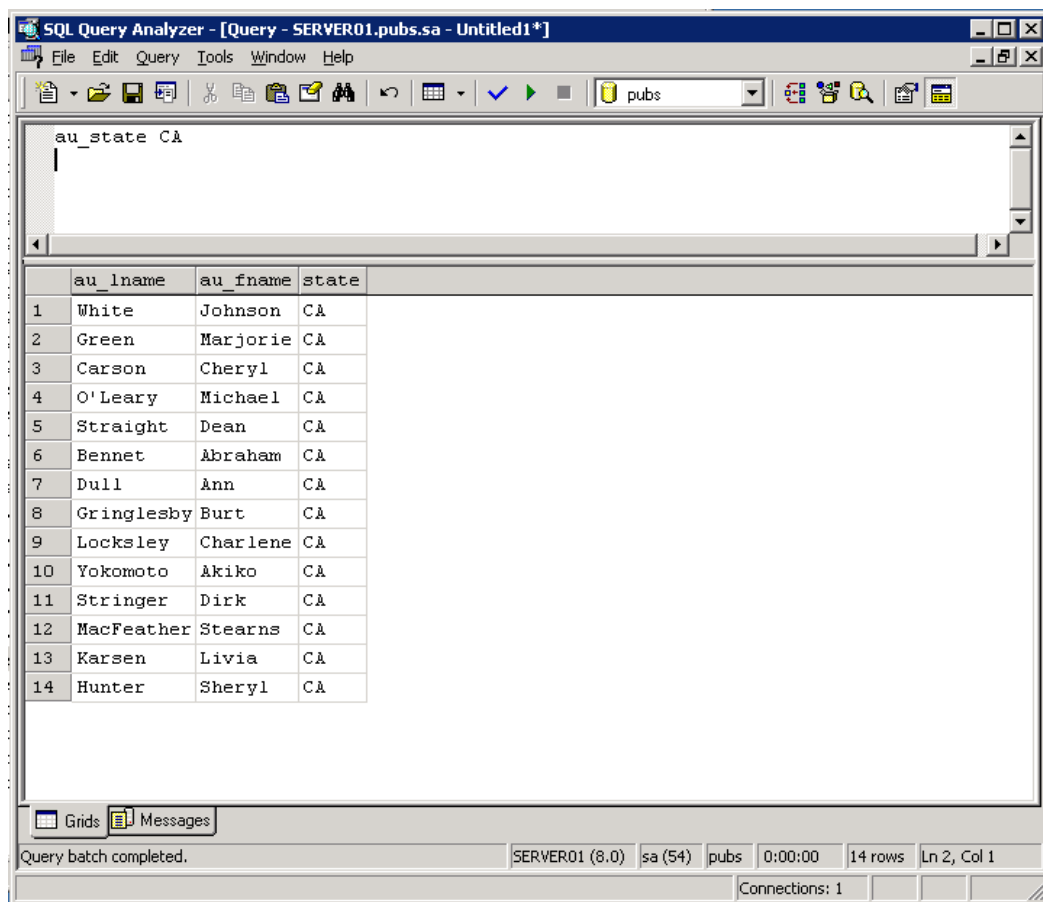 SQL Query Analyzer - [Query - SERVER01.pubs.sa - Untitled1*]
File Edit Query Tools Window Help
pubs
au_state CA
au_lname au_fname state
1 White Johnson CA
2 Green Marjorie CA
3 Carson Cheryl CA
4 O'Leary Michael CA
5 Straight Dean CA
6 Bennet Abraham CA
7 Dull Ann CA
8 Gringlesby Burt CA
9 Locksley Charlene CA
10 Yokomoto Akiko CA
11 Stringer Dirk CA
12 MacFeather Stearns CA
13 Karsen Livia CA
14 Hunter Sheryl CA
Grids Messages
Query batch completed. SERVER01 (8.0) sa (54) pubs 0:00:00 14 rows Ln 2, Col 1
Connections: 1